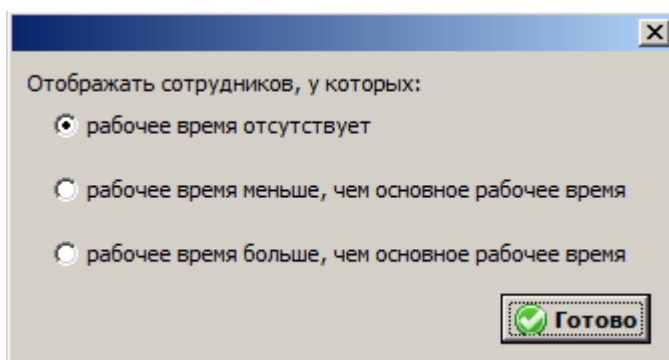 Отображать сотрудников, у которых:
рабочее время отсутствует
рабочее время меньше, чем основное рабочее время
рабочее время больше, чем основное рабочее время
Готово